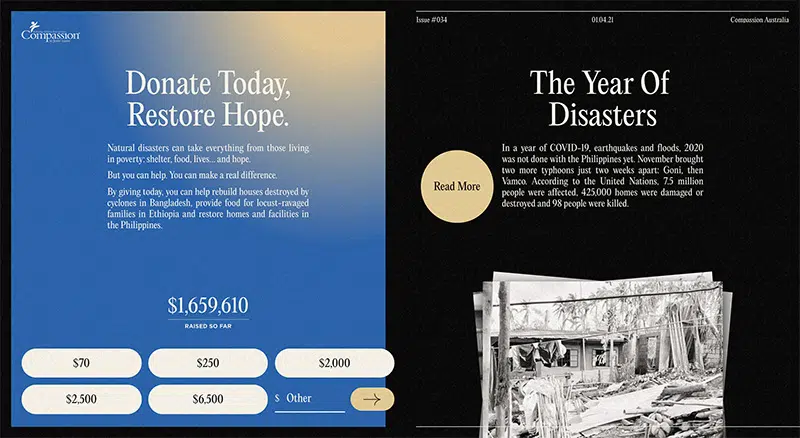 Compassion
Donate Today,
Restore Hope.
Natural disasters can take everything from those living
in poverty: shelter, food, lives... and hope.
But you can help. You can make a real difference.
By giving today, you can help rebuild houses destroyed by
cyclones in Bangladesh, provide food for locust-ravaged
families in Ethiopia and restore homes and facilities in
the Philippines.
$1,659,610
RAISED SO FAR
$70
$250
$2,000
$2,500
$6,500
$ Other
Issue #034
01.04.21
Compassion Australia
The Year Of
Disasters
Read More
In a year of COVID-19, earthquakes and floods, 2020
was not done with the Philippines yet. November brought
two more typhoons just two weeks apart: Goni, then
Vamco. According to the United Nations, 7.5 million
people were affected, 425,000 homes were damaged or
destroyed and 98 people were killed.